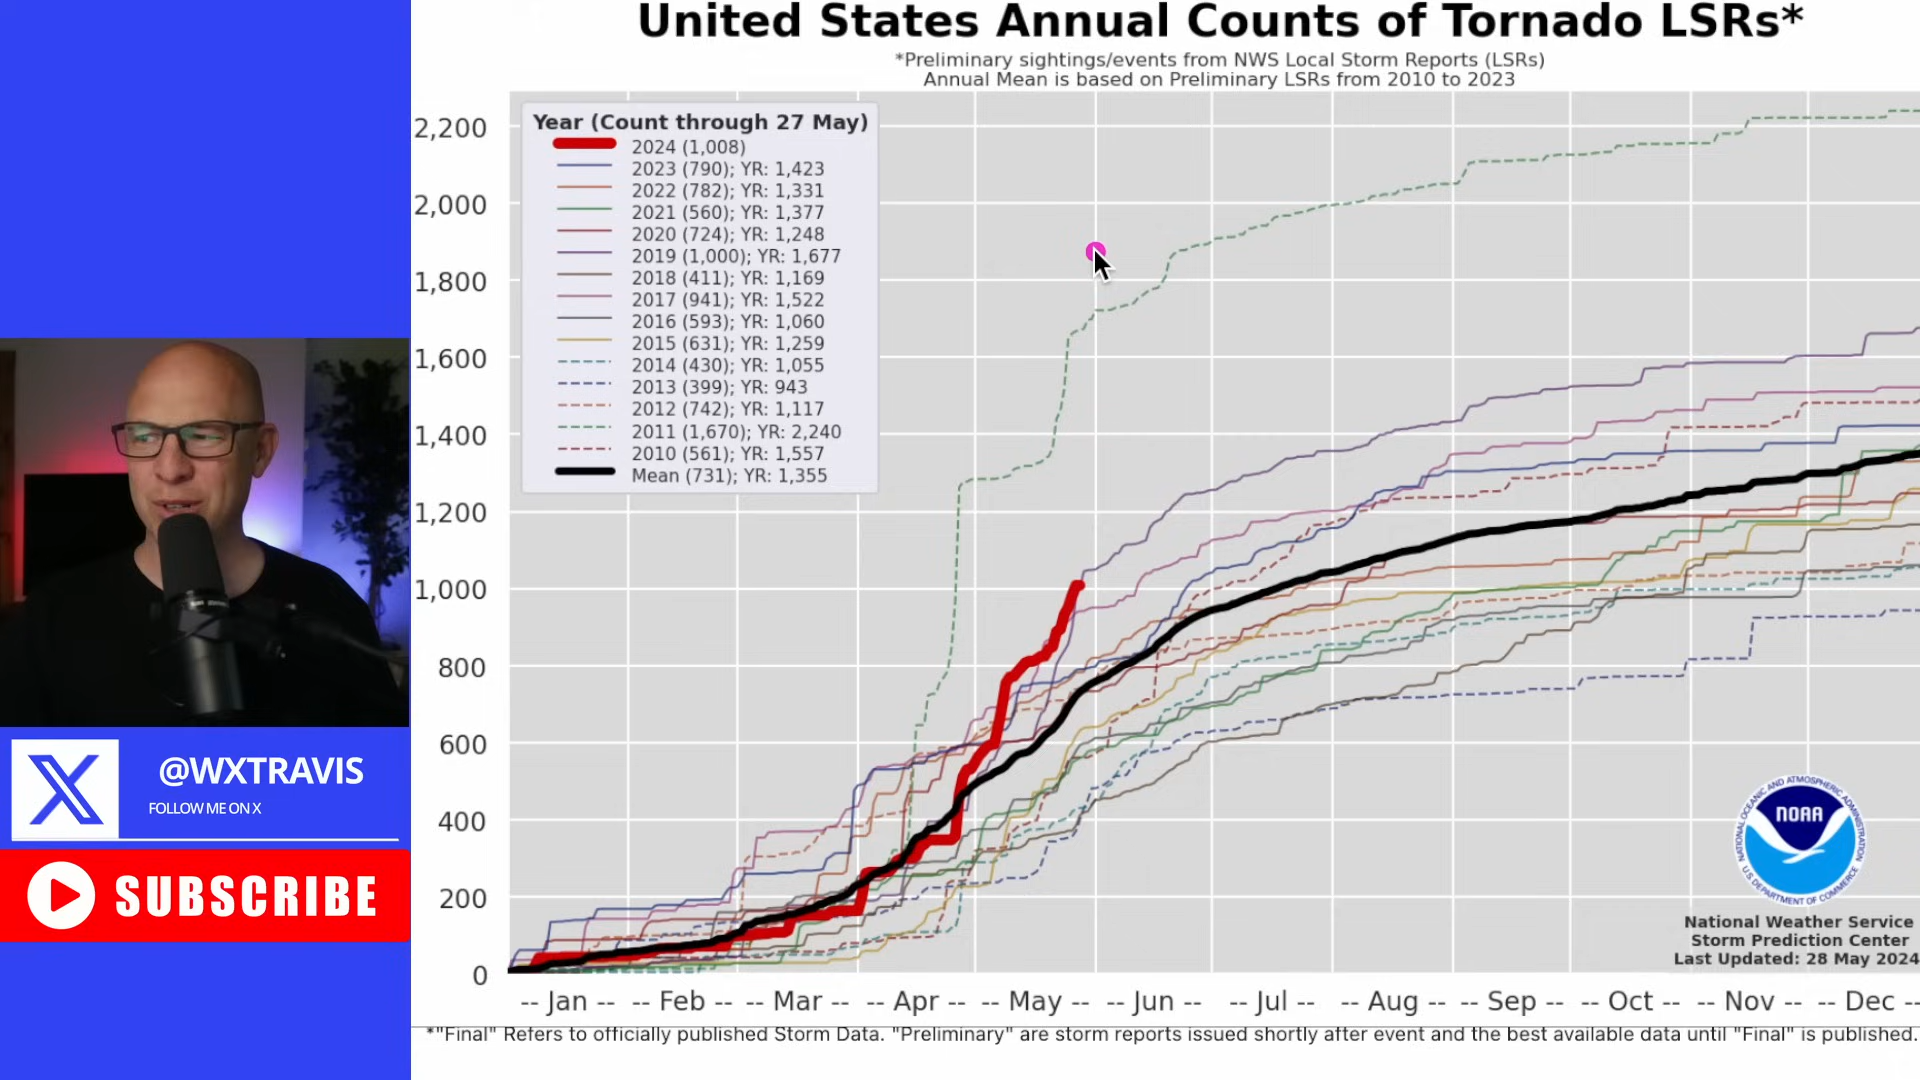 United States Annual Counts of Tornado LSRs*
*Preliminary sightings/events from NWS Local Storm Reports (LSRs)
Annual Mean is based on Preliminary LSRs from 2010 to 2023
Year (Count through 27 May)
2024 (1,008)
2023 (790); YR: 1,423
2022 (782); YR: 1,331
2021 (560); YR: 1,377
2020 (724); YR: 1,248
2019 (1,000); YR: 1,677
2018 (411); YR: 1,169
2017 (941); YR: 1,522
2016 (593); YR: 1,060
2015 (631); YR: 1,259
2014 (430); YR: 1,055
2013 (399); YR: 943
2012 (742); YR: 1,117
2011 (1,670); YR: 2,240
2010 (561); YR: 1,557
Mean (731); YR: 1,355
2,200
2,000
1,800
1,600
1,400
1,200
1,000
800
600
400
200
0
-- Jan -- -- Feb -- -- Mar -- -- Apr -- -- May -- -- Jun -- -- Jul -- -- Aug -- -- Sep -- -- Oct -- -- Nov -- -- Dec --
NATIONAL OCEANIC AND ATMOSPHERIC ADMINISTRATION
NOAA
U.S. DEPARTMENT OF COMMERCE
National Weather Service
Storm Prediction Center
Last Updated: 28 May 2024
*"Final" Refers to officially published Storm Data. "Preliminary" are storm reports issued shortly after event and the best available data until "Final" is published.
@WXTRAVIS
FOLLOW ME ON X
SUBSCRIBE